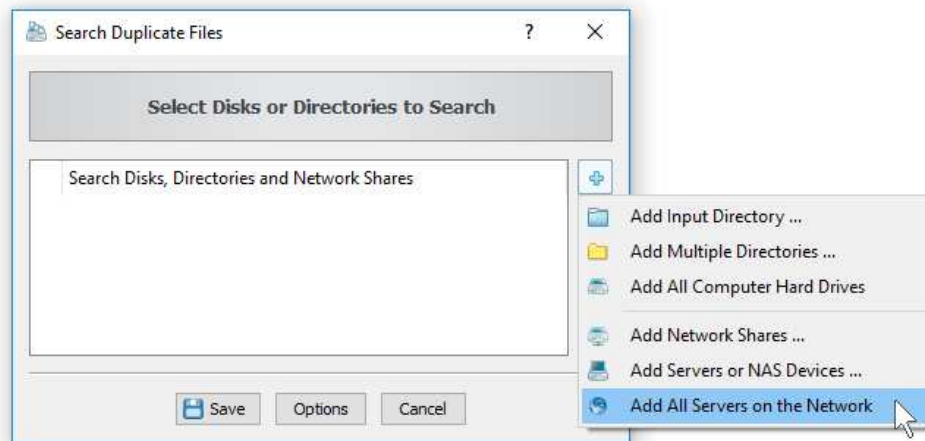 Search Duplicate Files
Select Disks or Directories to Search
Search Disks, Directories and Network Shares
Add Input Directory ...
Add Multiple Directories ...
Add All Computer Hard Drives
Add Network Shares ...
Add Servers or NAS Devices ...
Add All Servers on the Network
Save Options Cancel